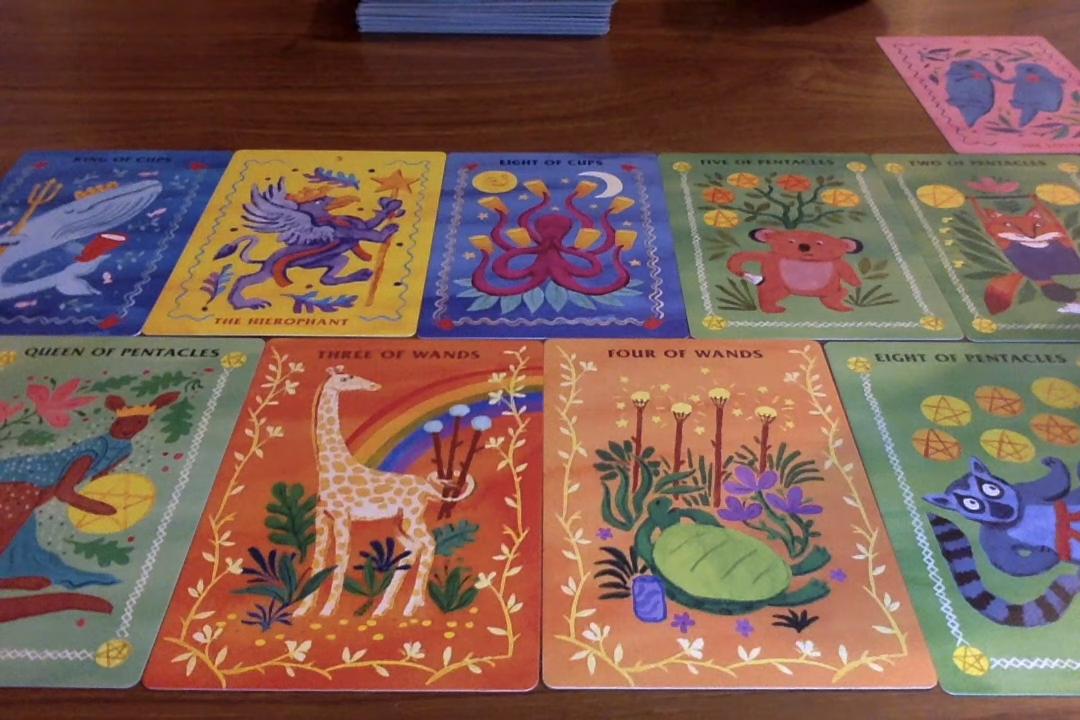 KING OF CUPS
THE HIEROPHANT
EIGHT OF CUPS
FIVE OF PENTACLES
TWO OF PENTACLES
QUEEN OF PENTACLES
THREE OF WANDS
FOUR OF WANDS
EIGHT OF PENTACLES